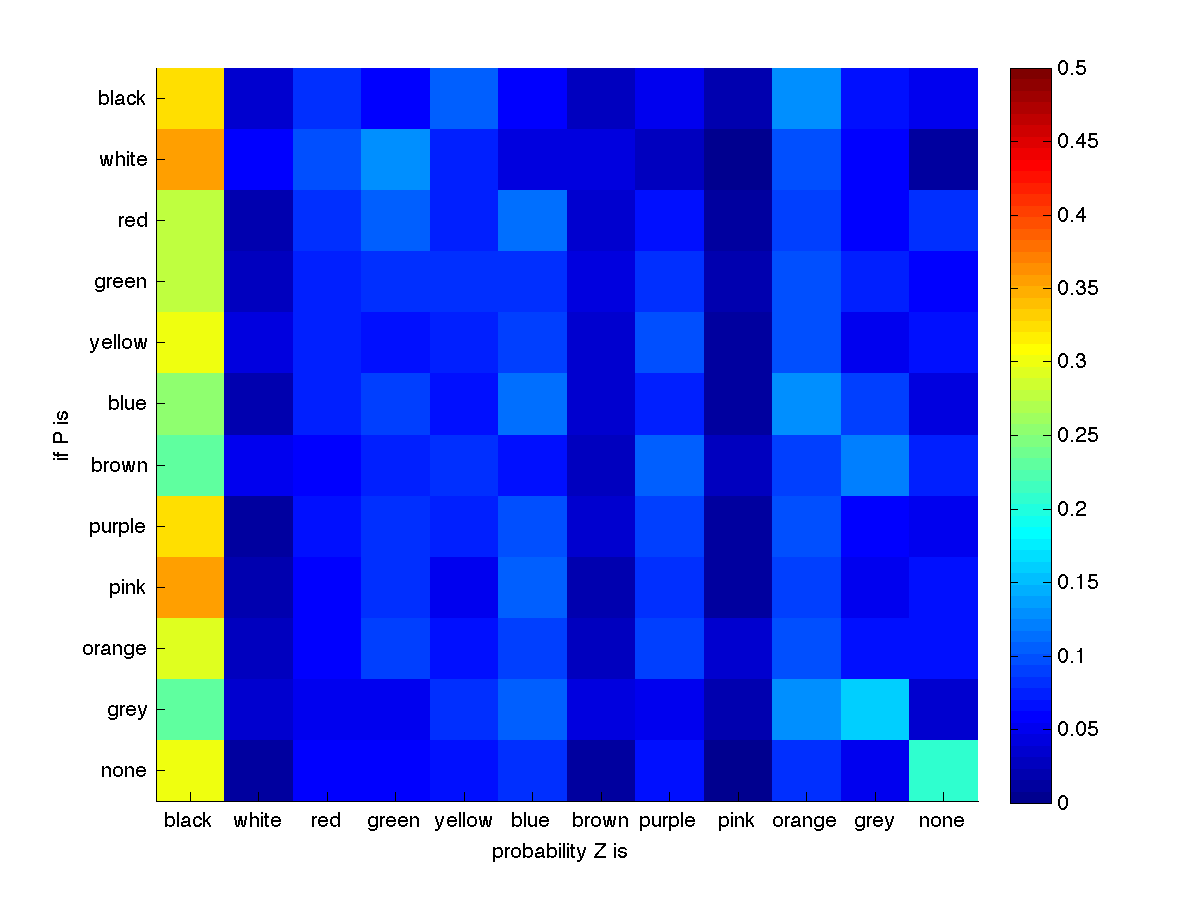 if P is
black
white
red
green
yellow
blue
brown
purple
pink
orange
grey
none
black white red green yellow blue brown purple pink orange grey none
probability Z is
0.5
0.45
0.4
0.35
0.3
0.25
0.2
0.15
0.1
0.05
0